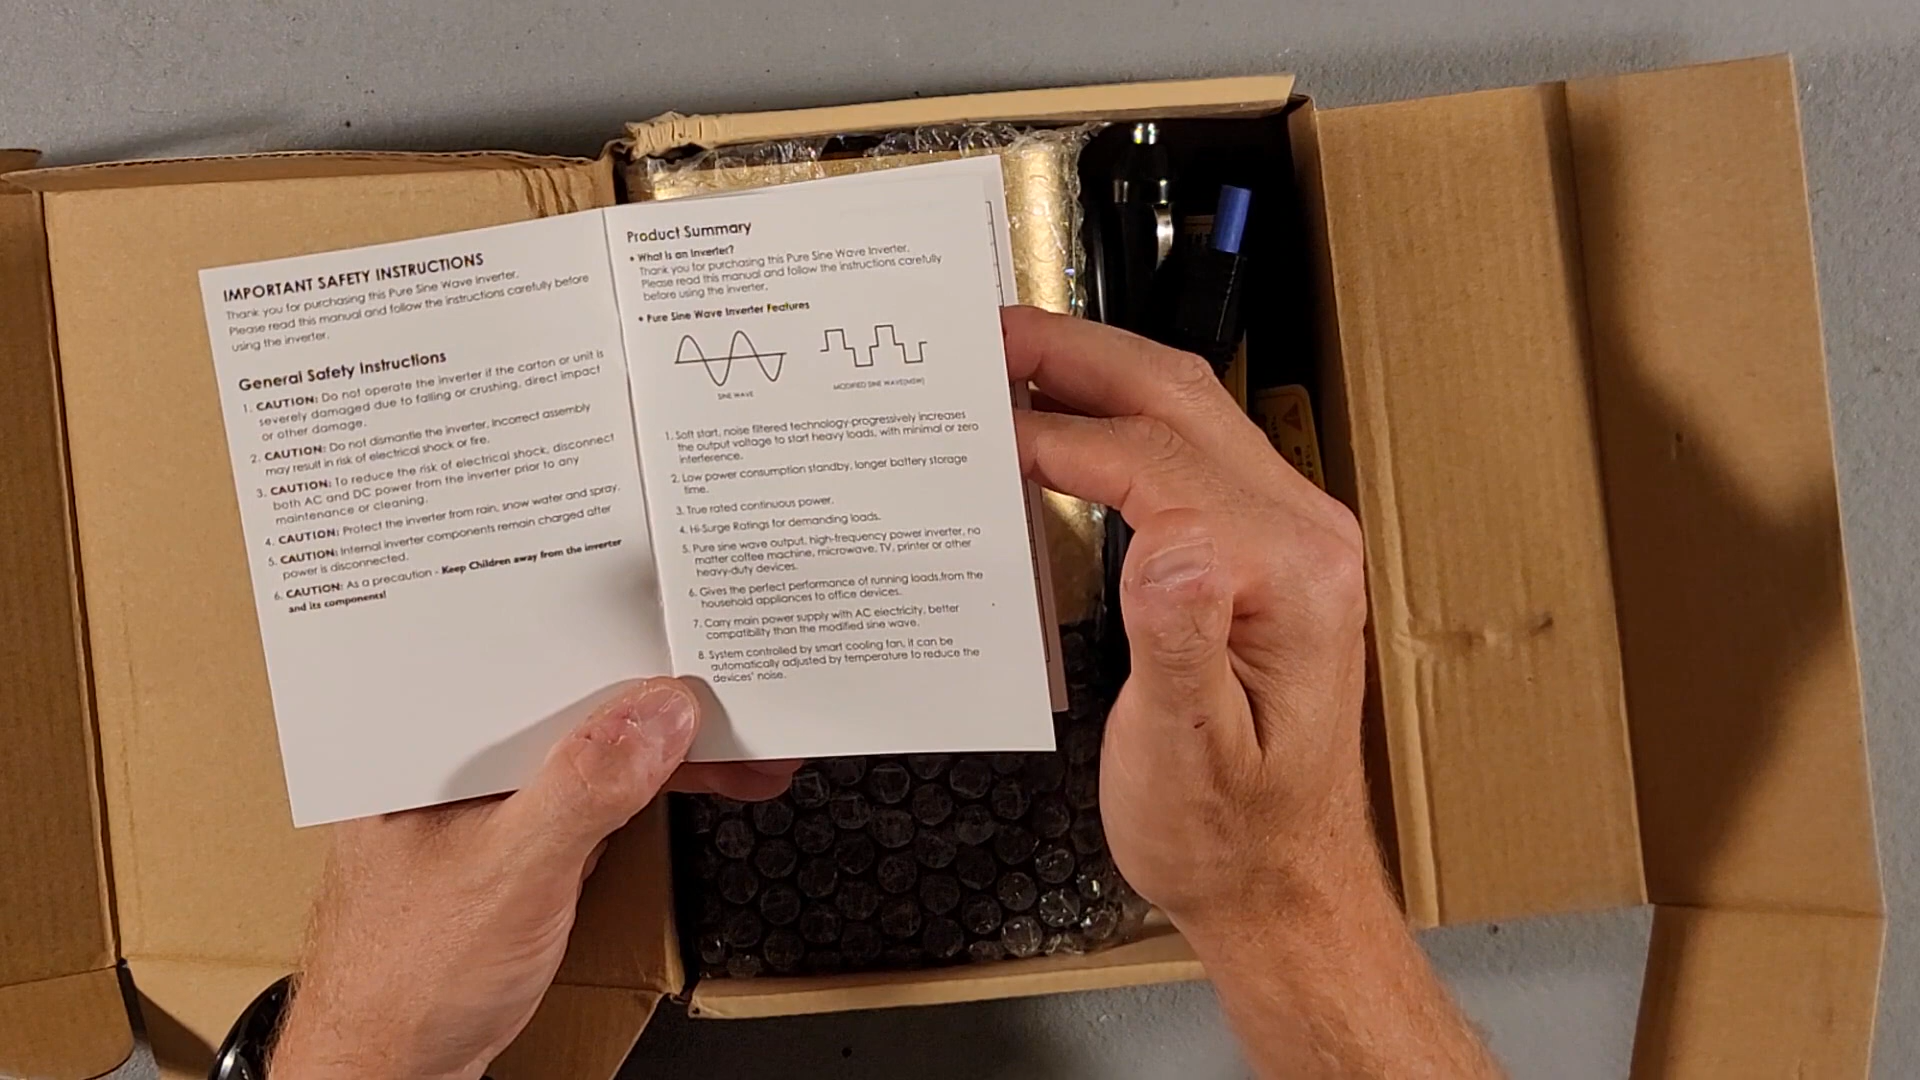 IMPORTANT SAFETY INSTRUCTIONS
Thank you for purchasing this Pure Sine Wave Inverter.
Please read this manual and follow the instructions carefully before
using the inverter.
General Safety Instructions
1. CAUTION: Do not operate the inverter if the carton or unit is
severely damaged due to falling or crushing, direct impact
or other damage.
2. CAUTION: Do not dismantle the inverter, incorrect assembly
may result in risk of electrical shock or fire.
3. CAUTION: To reduce the risk of electrical shock, disconnect
both AC and DC power from the inverter prior to any
maintenance or cleaning.
4. CAUTION: Protect the inverter from rain, snow water and spray.
5. CAUTION: Internal inverter components remain charged after
power is disconnected.
6. CAUTION: As a precaution - Keep Children away from the inverter
and its components!
Product Summary
• What is an Inverter?
Thank you for purchasing this Pure Sine Wave Inverter.
Please read this manual and follow the instructions carefully
before using the inverter.
• Pure Sine Wave Inverter Features
SINE WAVE
MODIFIED SINE WAVE(MSW)
1. Soft start, noise filtered technology-progressively increases
the output voltage to start heavy loads, with minimal or zero
interference.
2. Low power consumption standby, longer battery storage
time.
3. True rated continuous power.
4. Hi-Surge Ratings for demanding loads.
5. Pure sine wave output, high-frequency power inverter, no
matter coffee machine, microwave, TV, printer or other
heavy-duty devices.
6. Gives the perfect performance of running loads,from the
household appliances to office devices.
7. Carry main power supply with AC electricity, better
compatibility than the modified sine wave.
8. System controlled by smart cooling fan, it can be
automatically adjusted by temperature to reduce the
devices' noise.